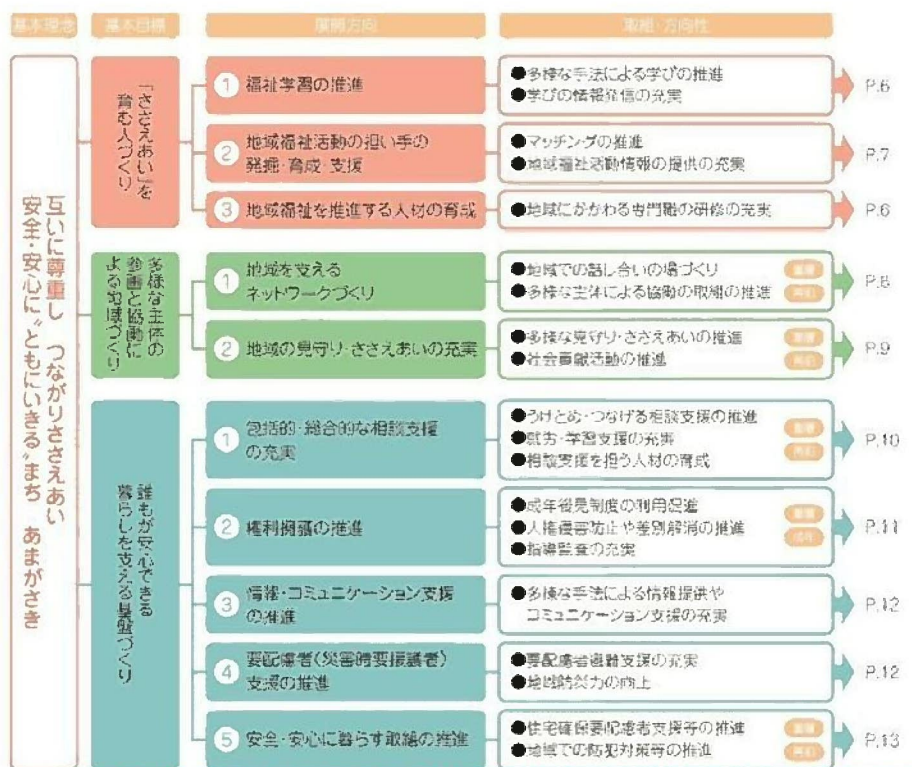 基本理念
基本目標
展開方向
取組・方向性
互いに尊重し つながりささえあい
安全・安心に“ともにいきる”まち あまがさき
「ささえあい」を
育む人づくり
1 福祉学習の推進
●多様な手法による学びの推進
●学びの情報発信の充実
P.6
2 地域福祉活動の担い手の
発掘・育成・支援
●マッチングの推進
●地域福祉活動情報の提供の充実
P.7
3 地域福祉を推進する人材の育成
●地域にかかわる専門職の研修の充実
P.6
多様な主体の
参画と協働に
よる地域づくり
1 地域を支える
ネットワークづくり
●地域での話し合いの場づくり
●多様な主体による協働の取組の推進
重層
P.8
2 地域の見守り・ささえあいの充実
●多様な見守り・ささえあいの推進
●社会貢献活動の推進
重層
P.9
誰もが安心できる
暮らしを支える基盤づくり
1 包括的・総合的な相談支援
の充実
●うけとめ・つなげる相談支援の推進
●就労・学習支援の充実
●相談支援を担う人材の育成
重層
P.10
2 権利擁護の推進
●成年後見制度の利用促進
●人権侵害防止や差別解消の推進
●指導監査の充実
重層
成年
P.11
3 情報・コミュニケーション支援
の推進
●多様な手法による情報提供や
コミュニケーション支援の充実
P.12
4 要配慮者(災害時要援護者)
支援の推進
●要配慮者避難支援の充実
●地域防災力の向上
P.12
5 安全・安心に暮らす取組の推進
●住宅確保要配慮者支援等の推進
●地域での防犯対策等の推進
重層
P.13